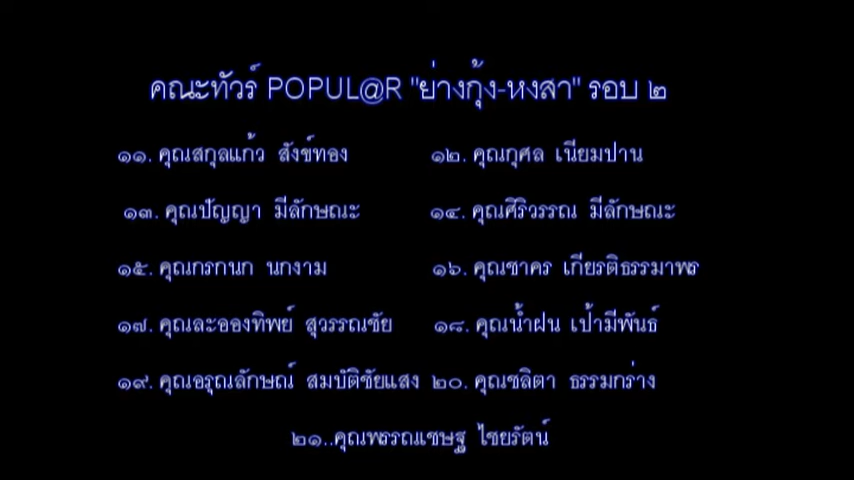 คณะทัวร์ POPUL@R "ย่างกุ้ง-หงสา" รอบ ๒
๑๑. คุณสกุลแก้ว สังข์ทอง ๑๒. คุณกุศล เนียมปาน
๑๓. คุณปัญญา มีลักษณะ ๑๔. คุณศิริวรรณ มีลักษณะ
๑๕. คุณกรกนก นกงาม ๑๖. คุณชาคร เกียรติธรรมาพร
๑๗. คุณละอองทิพย์ สุวรรณชัย ๑๘. คุณน้ำฝน เป้ามีพันธ์
๑๙. คุณอรุณลักษณ์ สมบัติชัยแสง ๒๐. คุณชลิตา ธรรมกร่าง
๒๑..คุณพรรณเชษฐ ไชยรัตน์